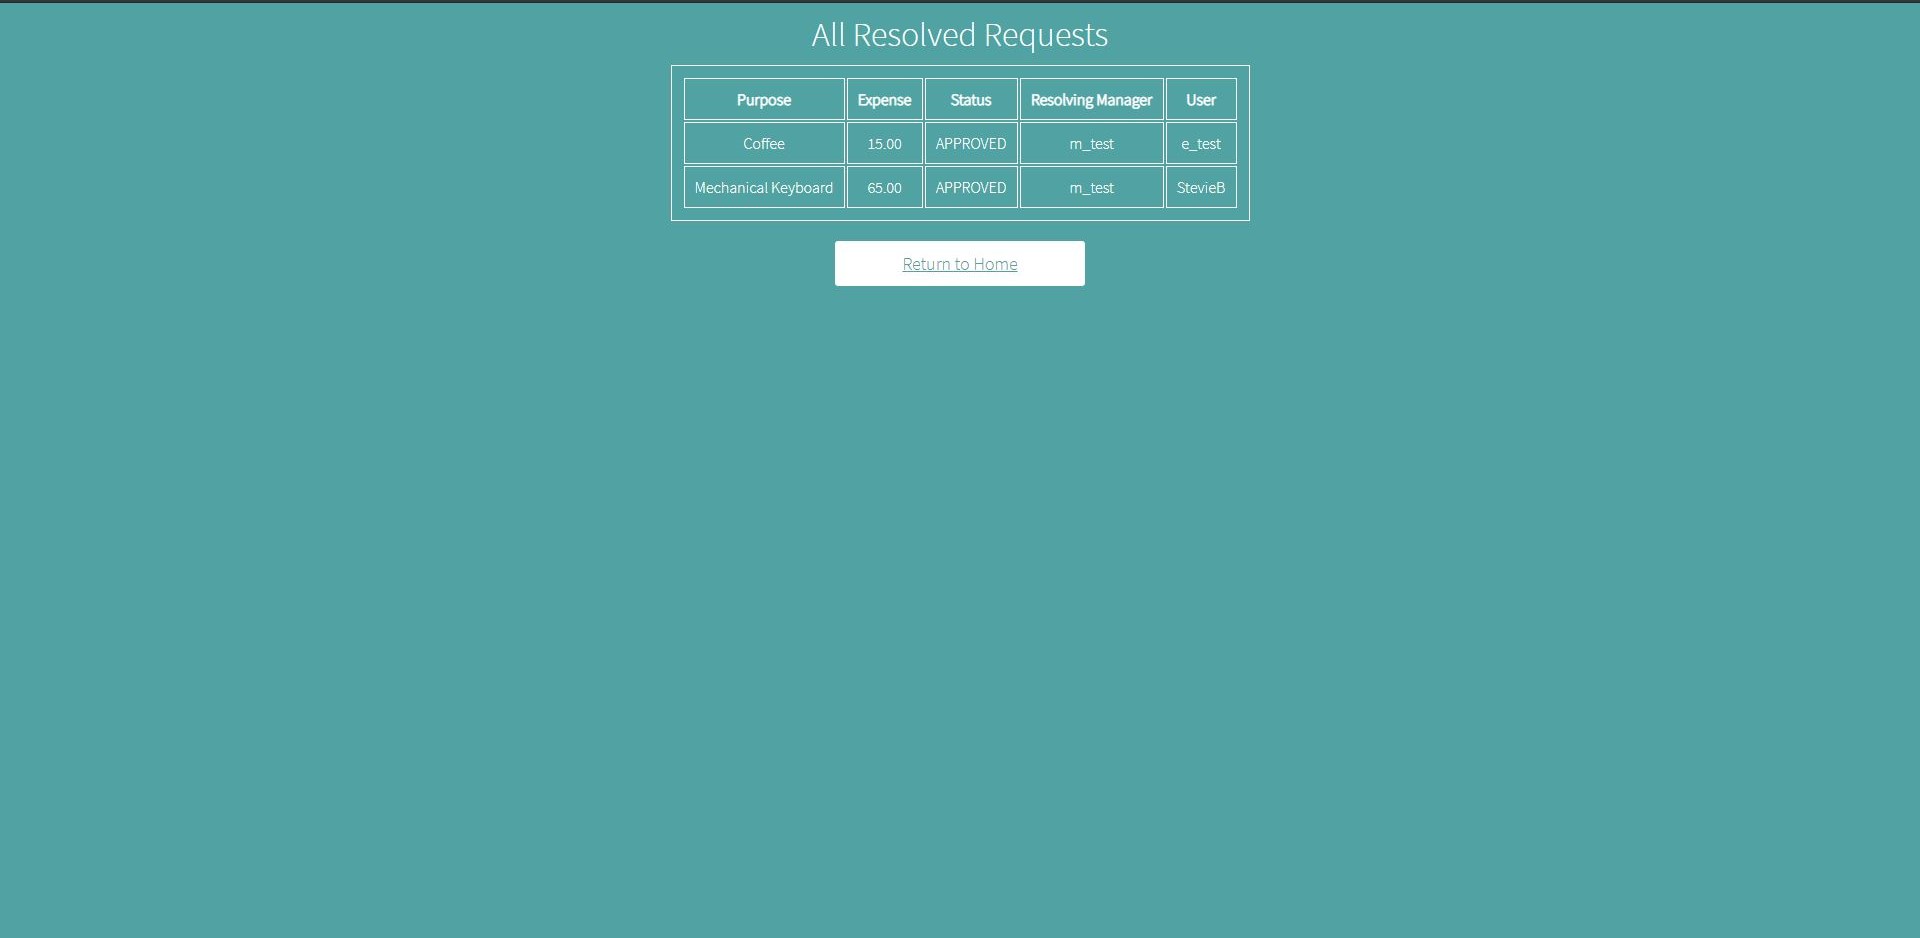 All Resolved Requests
Purpose Expense Status Resolving Manager User
Coffee 15.00 APPROVED m_test e_test
Mechanical Keyboard 65.00 APPROVED m_test StevieB
Return to Home